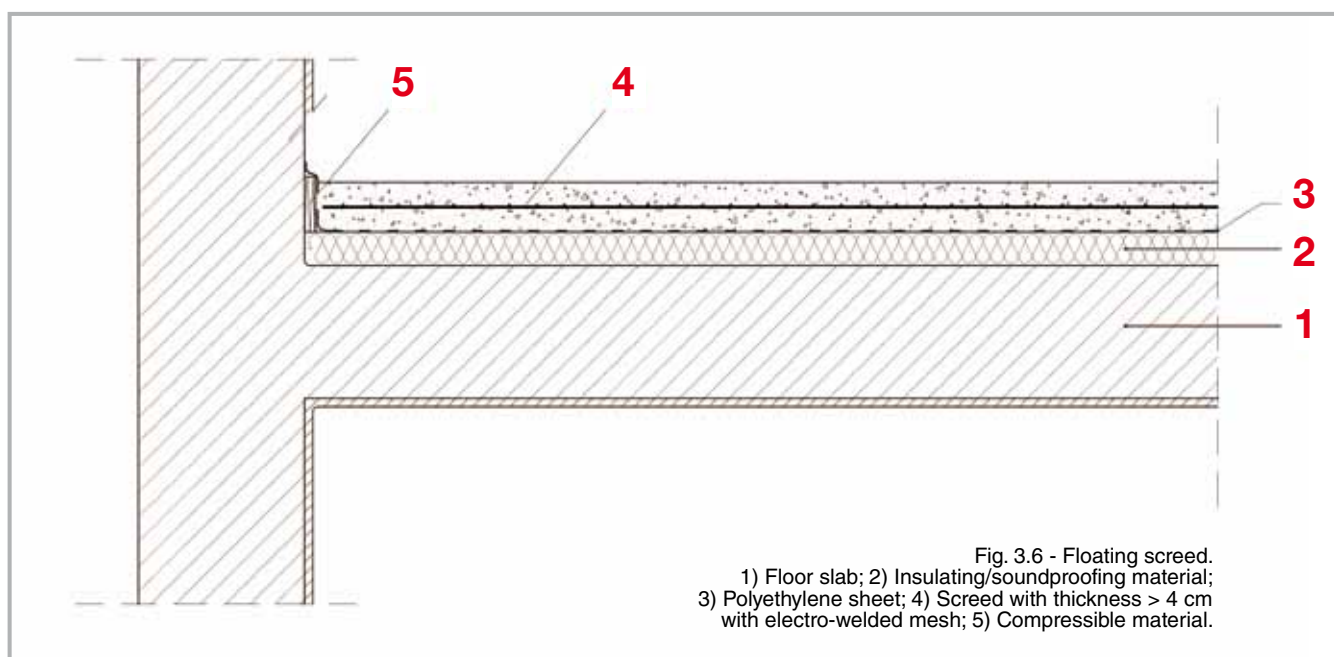 5
4
3
2
1
Fig. 3.6 - Floating screed.
1) Floor slab; 2) Insulating/soundproofing material;
3) Polyethylene sheet; 4) Screed with thickness > 4 cm
with electro-welded mesh; 5) Compressible material.